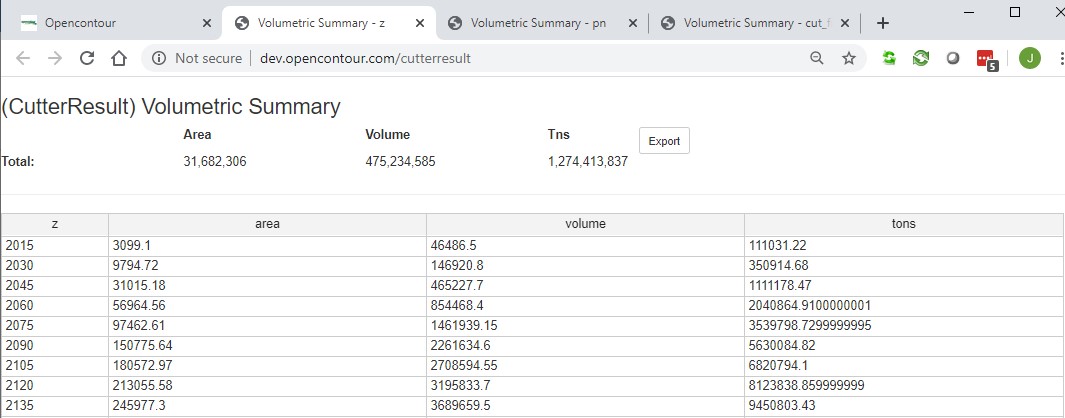 Opencontour
Volumetric Summary - z
Volumetric Summary - pn
Volumetric Summary - cut_f
Not secure | dev.opencontour.com/cutterresult
5
J
(CutterResult) Volumetric Summary
Area Volume Tns Export
Total: 31,682,306 475,234,585 1,274,413,837
z area volume tons
2015 3099.1 46486.5 111031.22
2030 9794.72 146920.8 350914.68
2045 31015.18 465227.7 1111178.47
2060 56964.56 854468.4 2040864.9100000001
2075 97462.61 1461939.15 3539798.7299999995
2090 150775.64 2261634.6 5630084.82
2105 180572.97 2708594.55 6820794.1
2120 213055.58 3195833.7 8123838.859999999
2135 245977.3 3689659.5 9450803.43